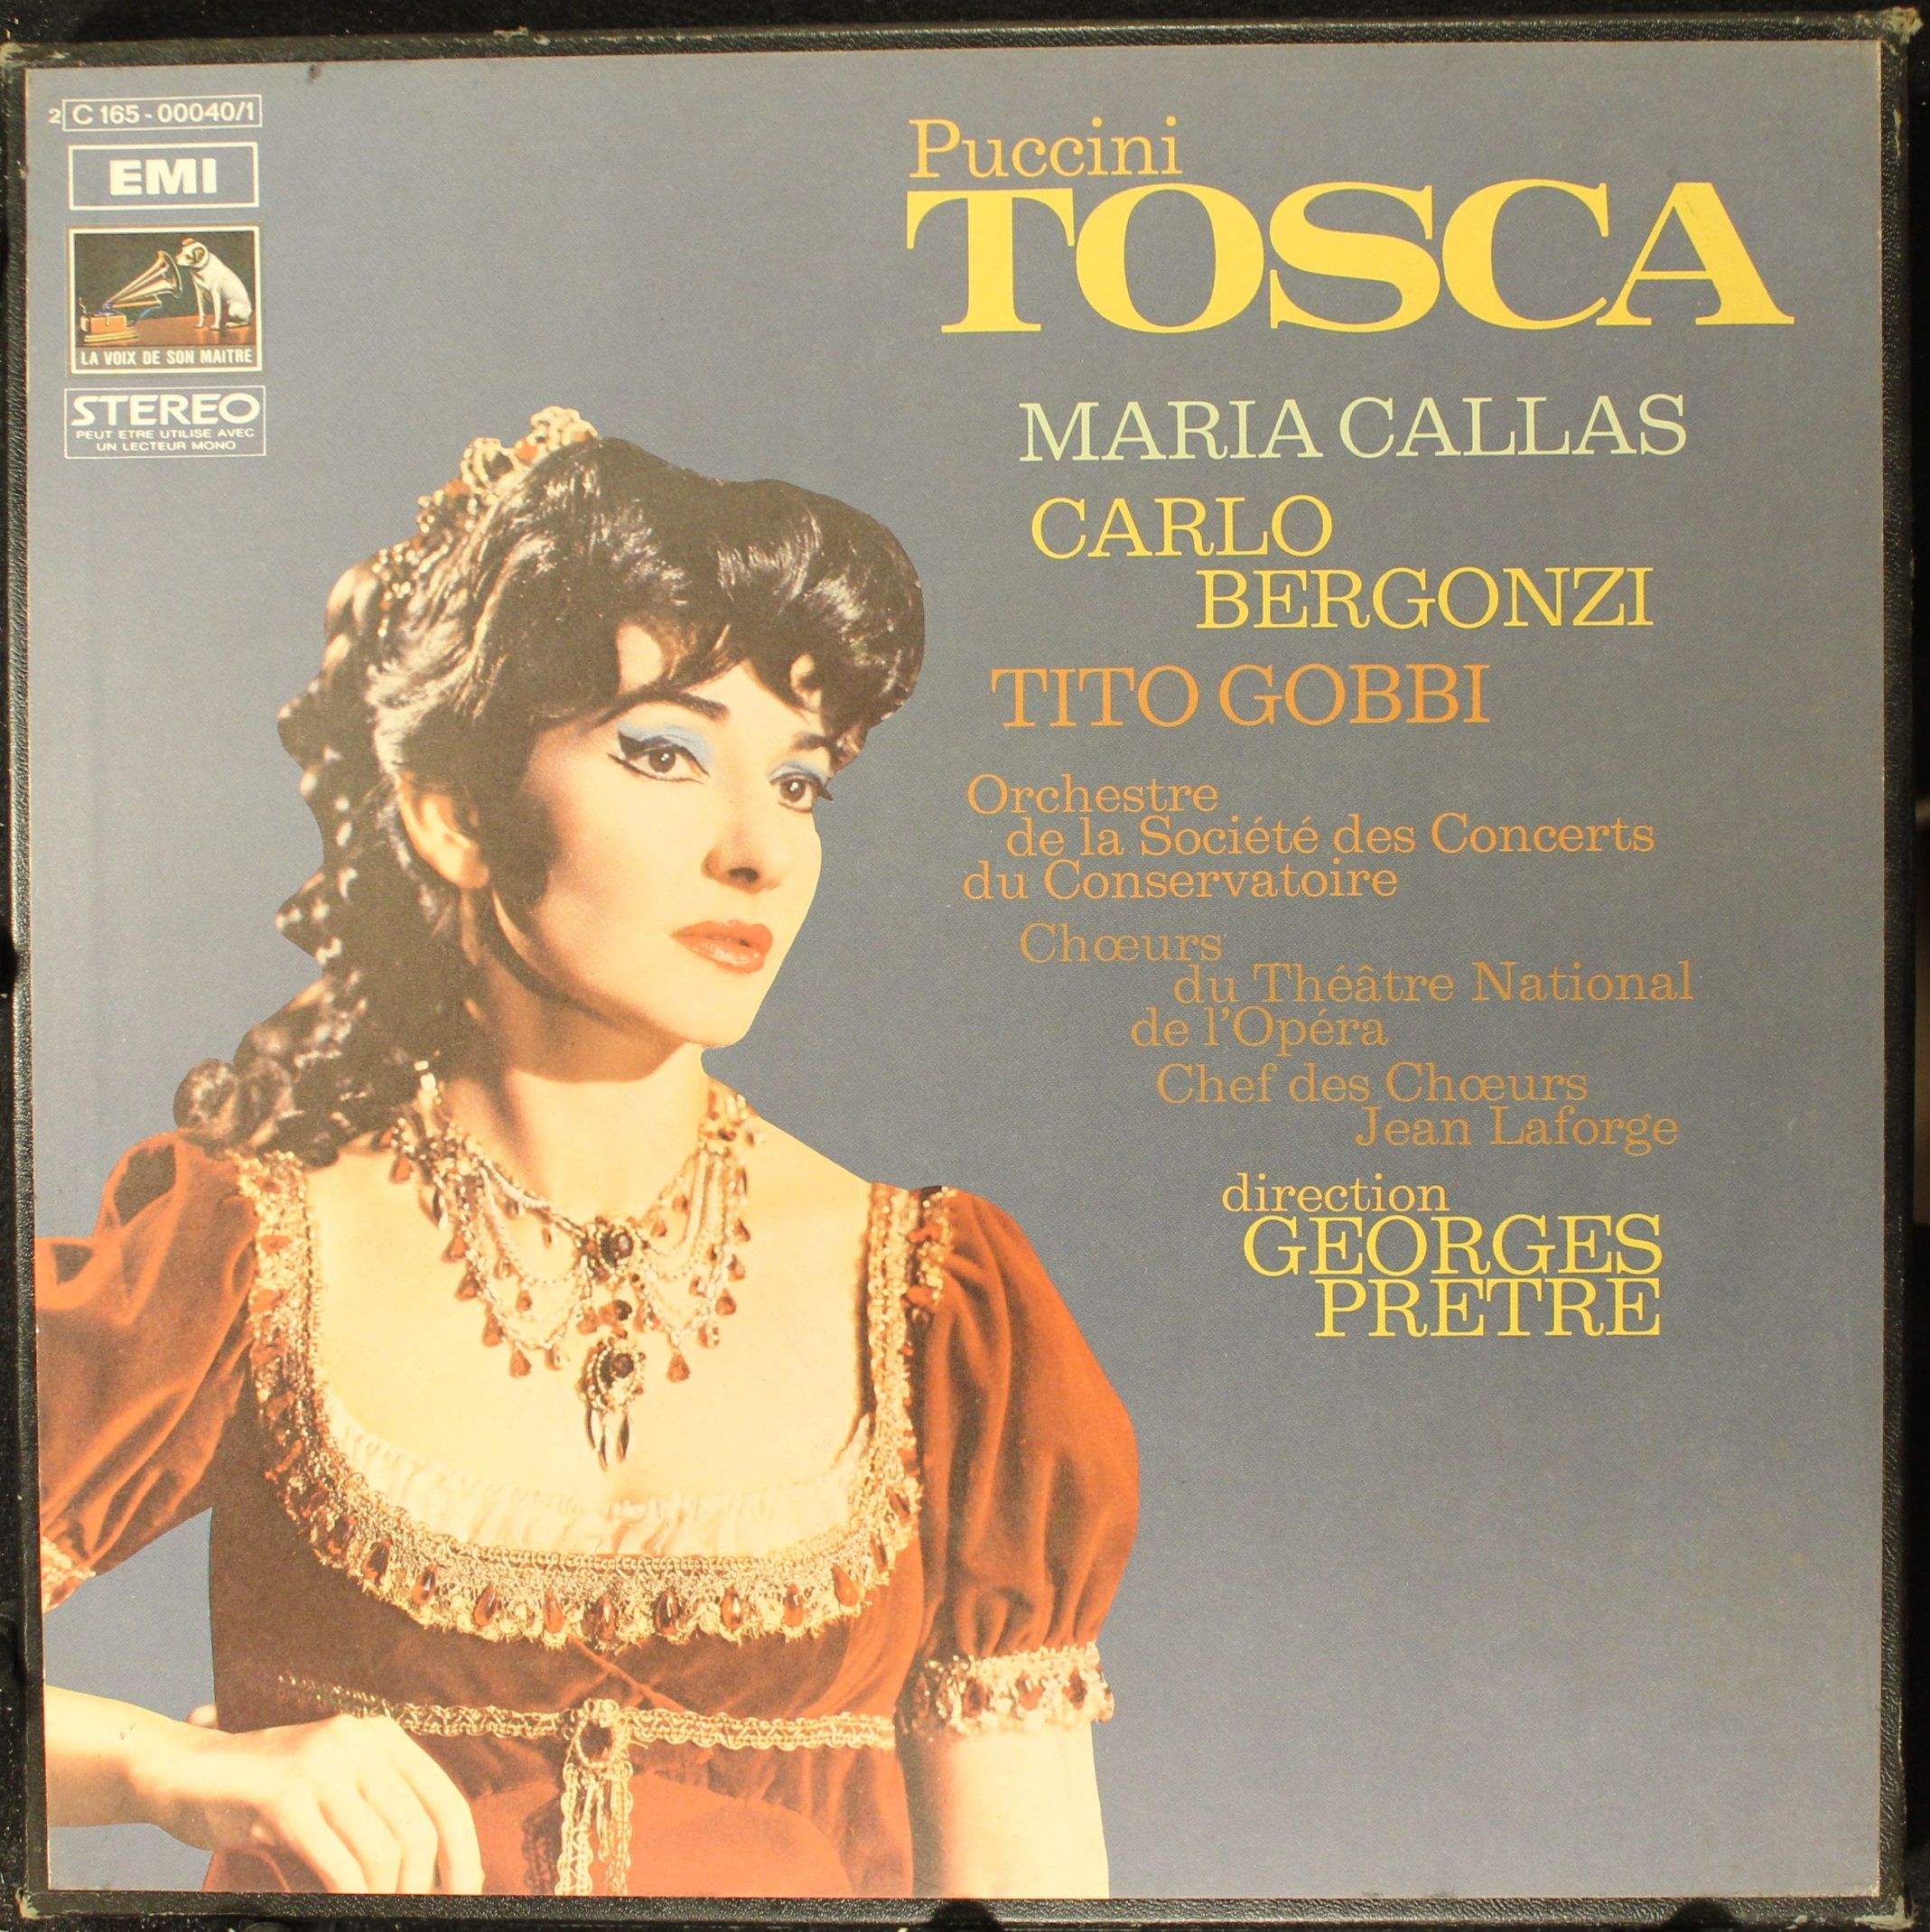 2 C 165-00040/1
EMI
LA VOIX DE SON MAITRE
STEREO
PEUT ETRE UTILISE AVEC
UN LECTEUR MONO
Puccini
TOSCA
MARIA CALLAS
CARLO
BERGONZI
TITO GOBBI
Orchestre
de la Société des Concerts
du Conservatoire
Chœurs
du Théâtre National
de l'Opéra
Chef des Chœurs
Jean Laforge
direction
GEORGES
PRETRE